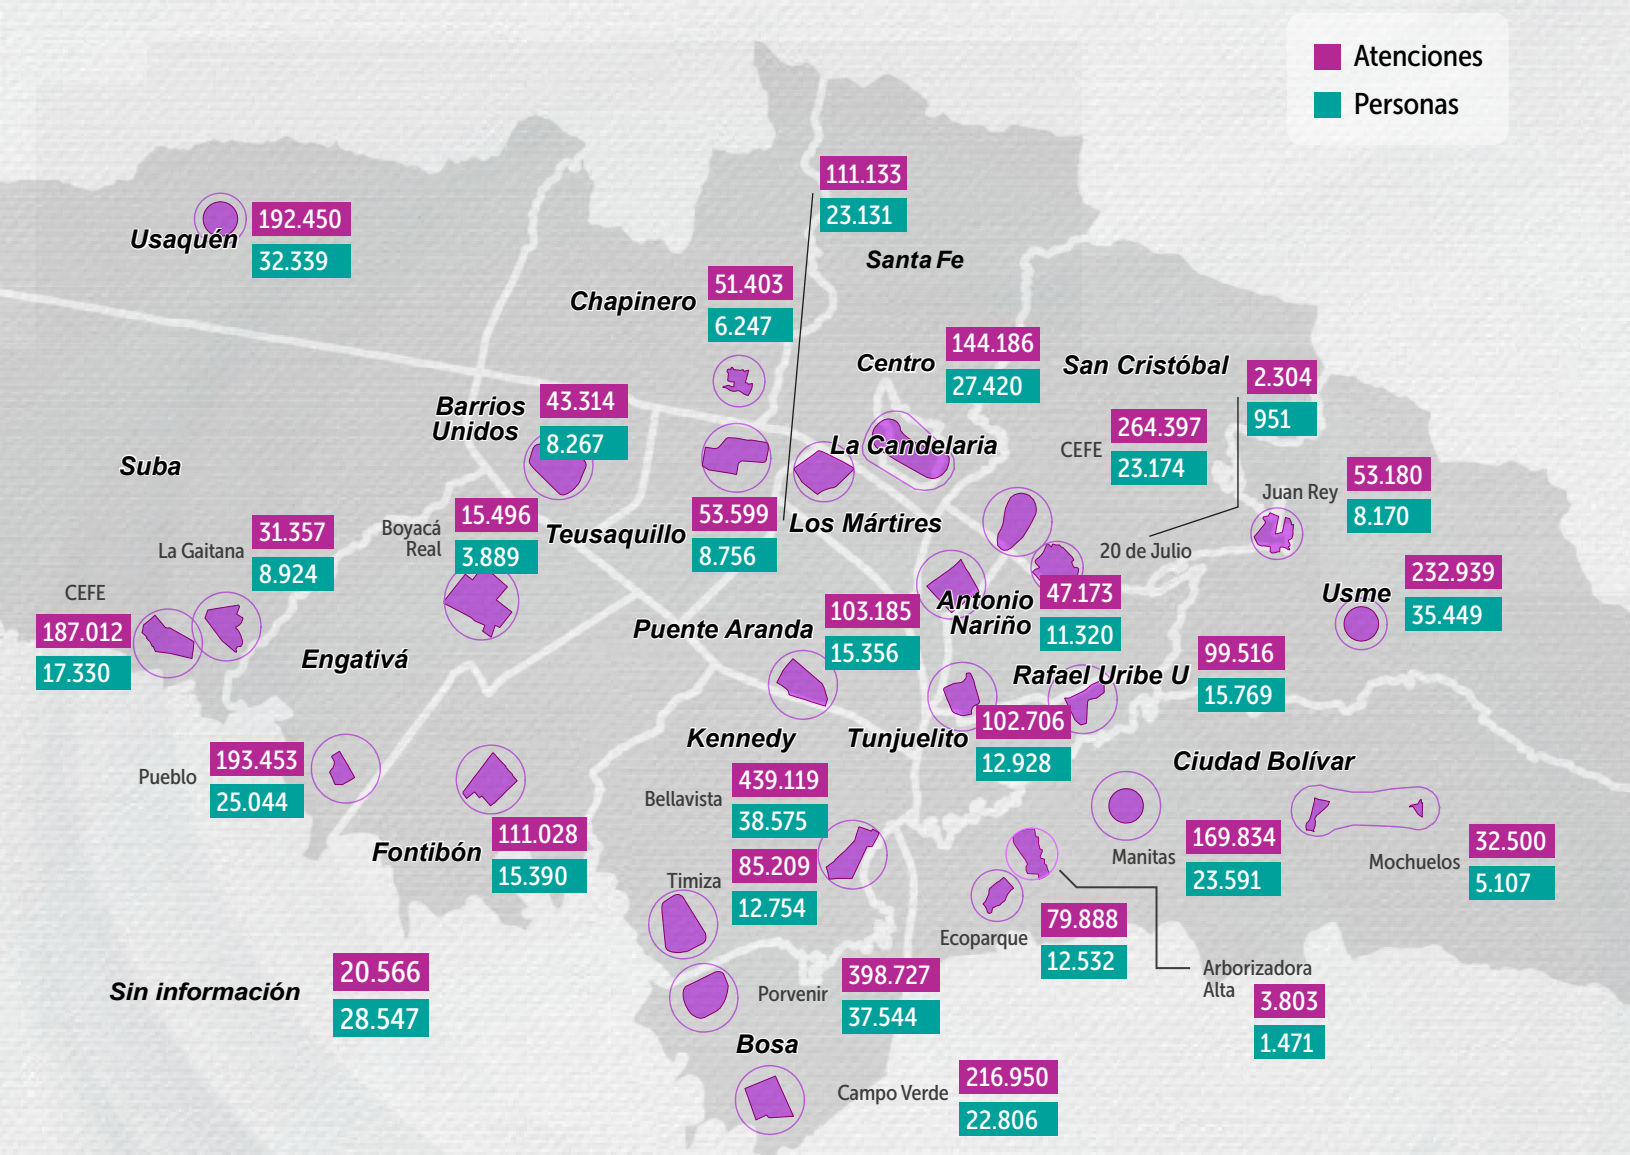 Atenciones
Personas
111.133
23.131
Usaquén
192.450
32.339
Santa Fe
Chapinero
51.403
6.247
Centro
144.186
27.420
San Cristóbal
2.304
951
Barrios
Unidos
43.314
8.267
CEFE
264.397
23.174
La Candelaria
Suba
Juan Rey
53.180
8.170
Boyacá
Real
15.496
3.889
Teusaquillo
53.599
8.756
Los Mártires
20 de Julio
La Gaitana
31.357
8.924
CEFE
187.012
17.330
Usme
232.939
35.449
Antonio
Nariño
47.173
11.320
Puente Aranda
103.185
15.356
Engativá
Rafael Uribe U
99.516
15.769
Kennedy
Tunjuelito
102.706
12.928
Pueblo
193.453
25.044
Ciudad Bolívar
Bellavista
439.119
38.575
Fontibón
111.028
15.390
Manitas
169.834
23.591
Mochuelos
32.500
5.107
Timiza
85.209
12.754
Ecoparque
79.888
12.532
Arborizadora
Alta
3.803
1.471
Sin información
20.566
28.547
Porvenir
398.727
37.544
Bosa
Campo Verde
216.950
22.806